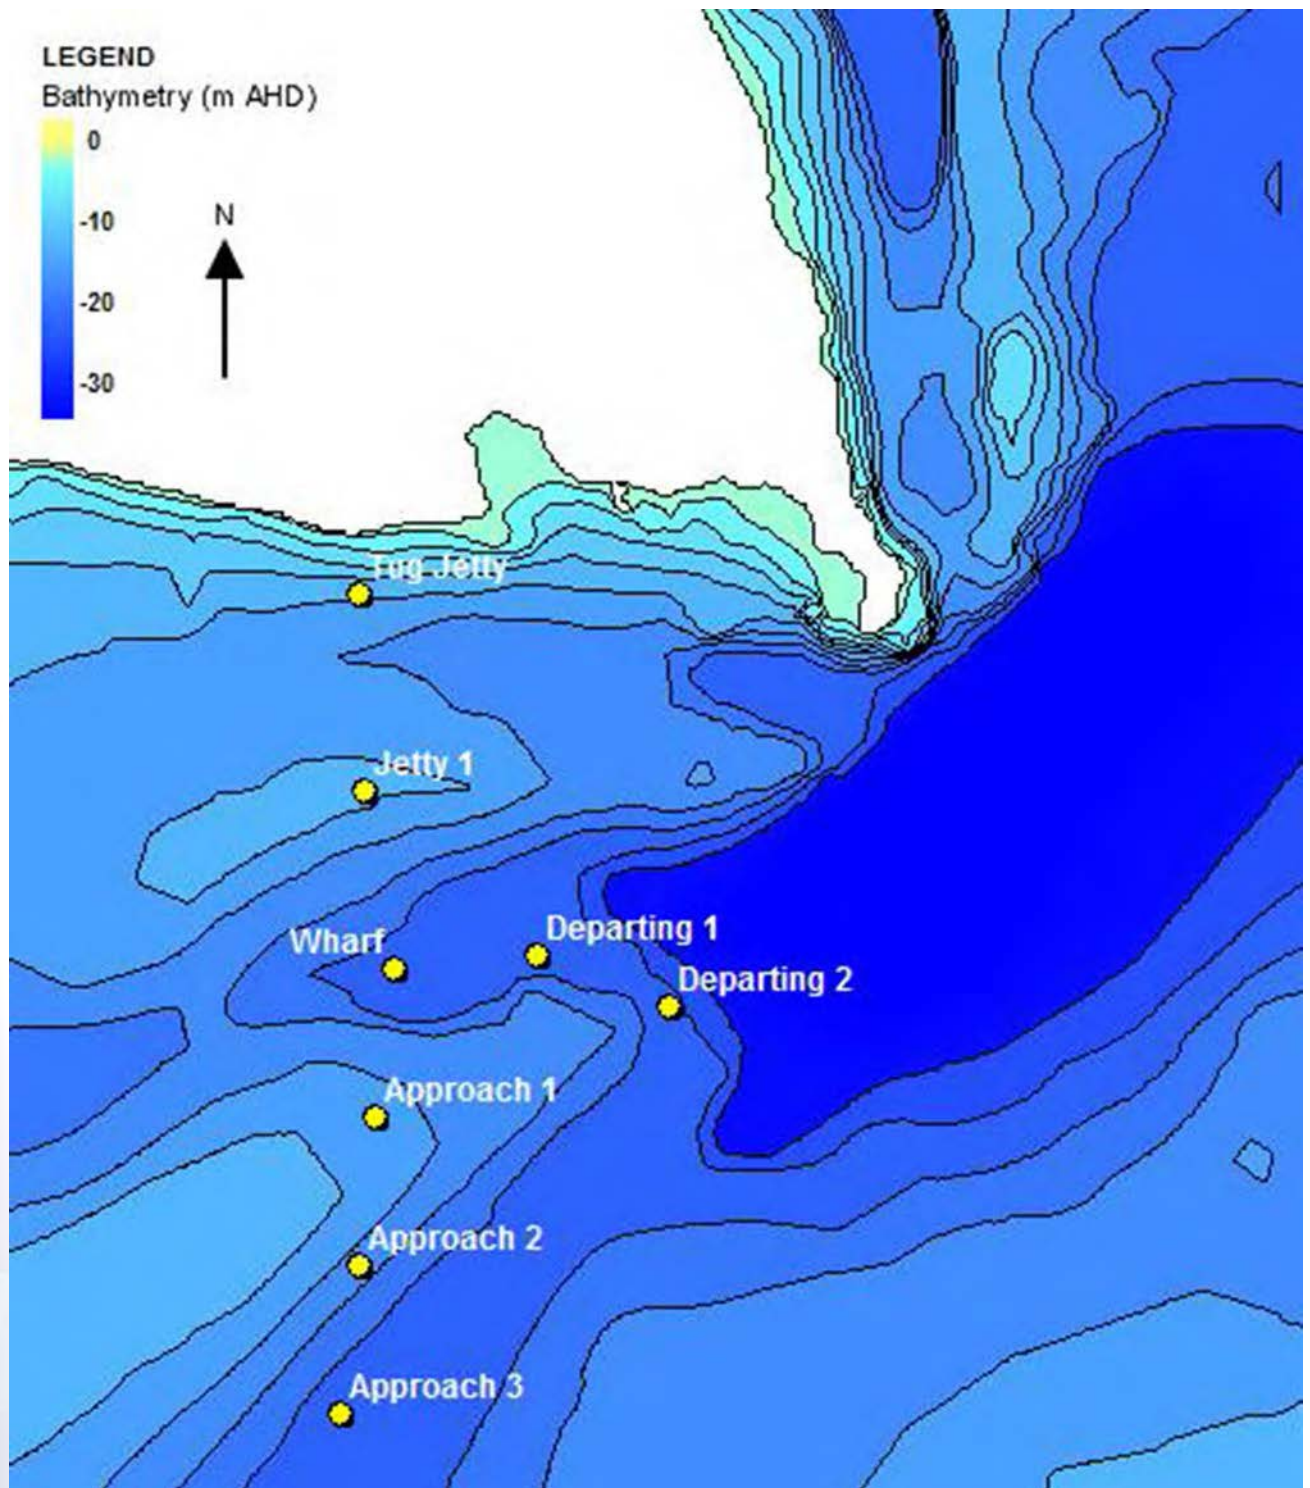 LEGEND
Bathymetry (m AHD)
0
-10
-20
-30
N
Tug Jetty
Jetty 1
Wharf
Departing 1
Departing 2
Approach 1
Approach 2
Approach 3